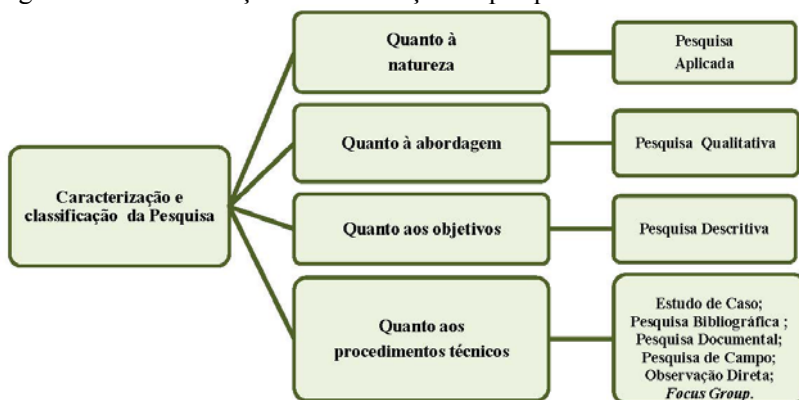 Quanto à
natureza
Pesquisa
Aplicada
Quanto à abordagem
Pesquisa Qualitativa
Caracterização e
classificação da Pesquisa
Quanto aos objetivos
Pesquisa Descritiva
Quanto aos
procedimentos técnicos
Estudo de Caso;
Pesquisa Bibliográfica ;
Pesquisa Documental;
Pesquisa de Campo;
Observação Direta;
Focus Group.